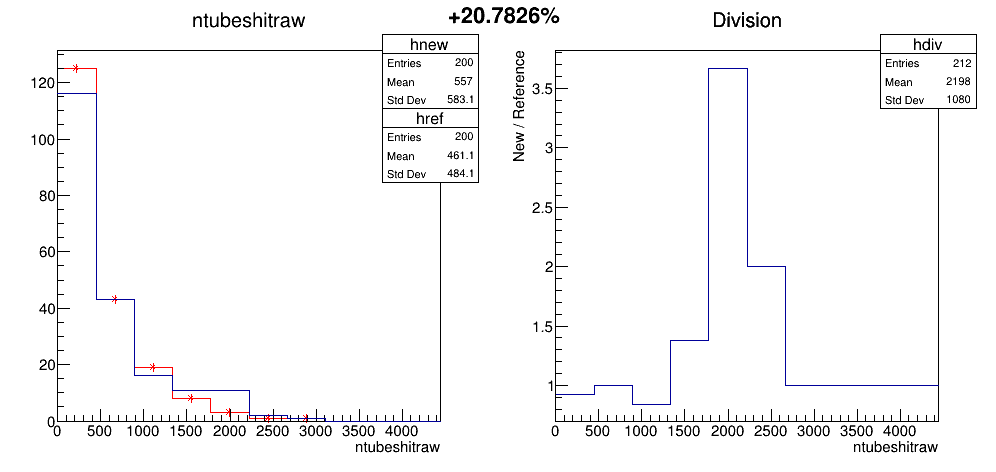 +20.7826%
ntubeshitraw
hnew
Entries 200
Mean 557
Std Dev 583.1
href
Entries 200
Mean 461.1
Std Dev 484.1
120
100
80
60
40
20
0
0 500 1000 1500 2000 2500 3000 3500 4000
ntubeshitraw
Division
hdiv
Entries 212
Mean 2198
Std Dev 1080
New / Reference
3.5
3
2.5
2
1.5
1
0 500 1000 1500 2000 2500 3000 3500 4000
ntubeshitraw